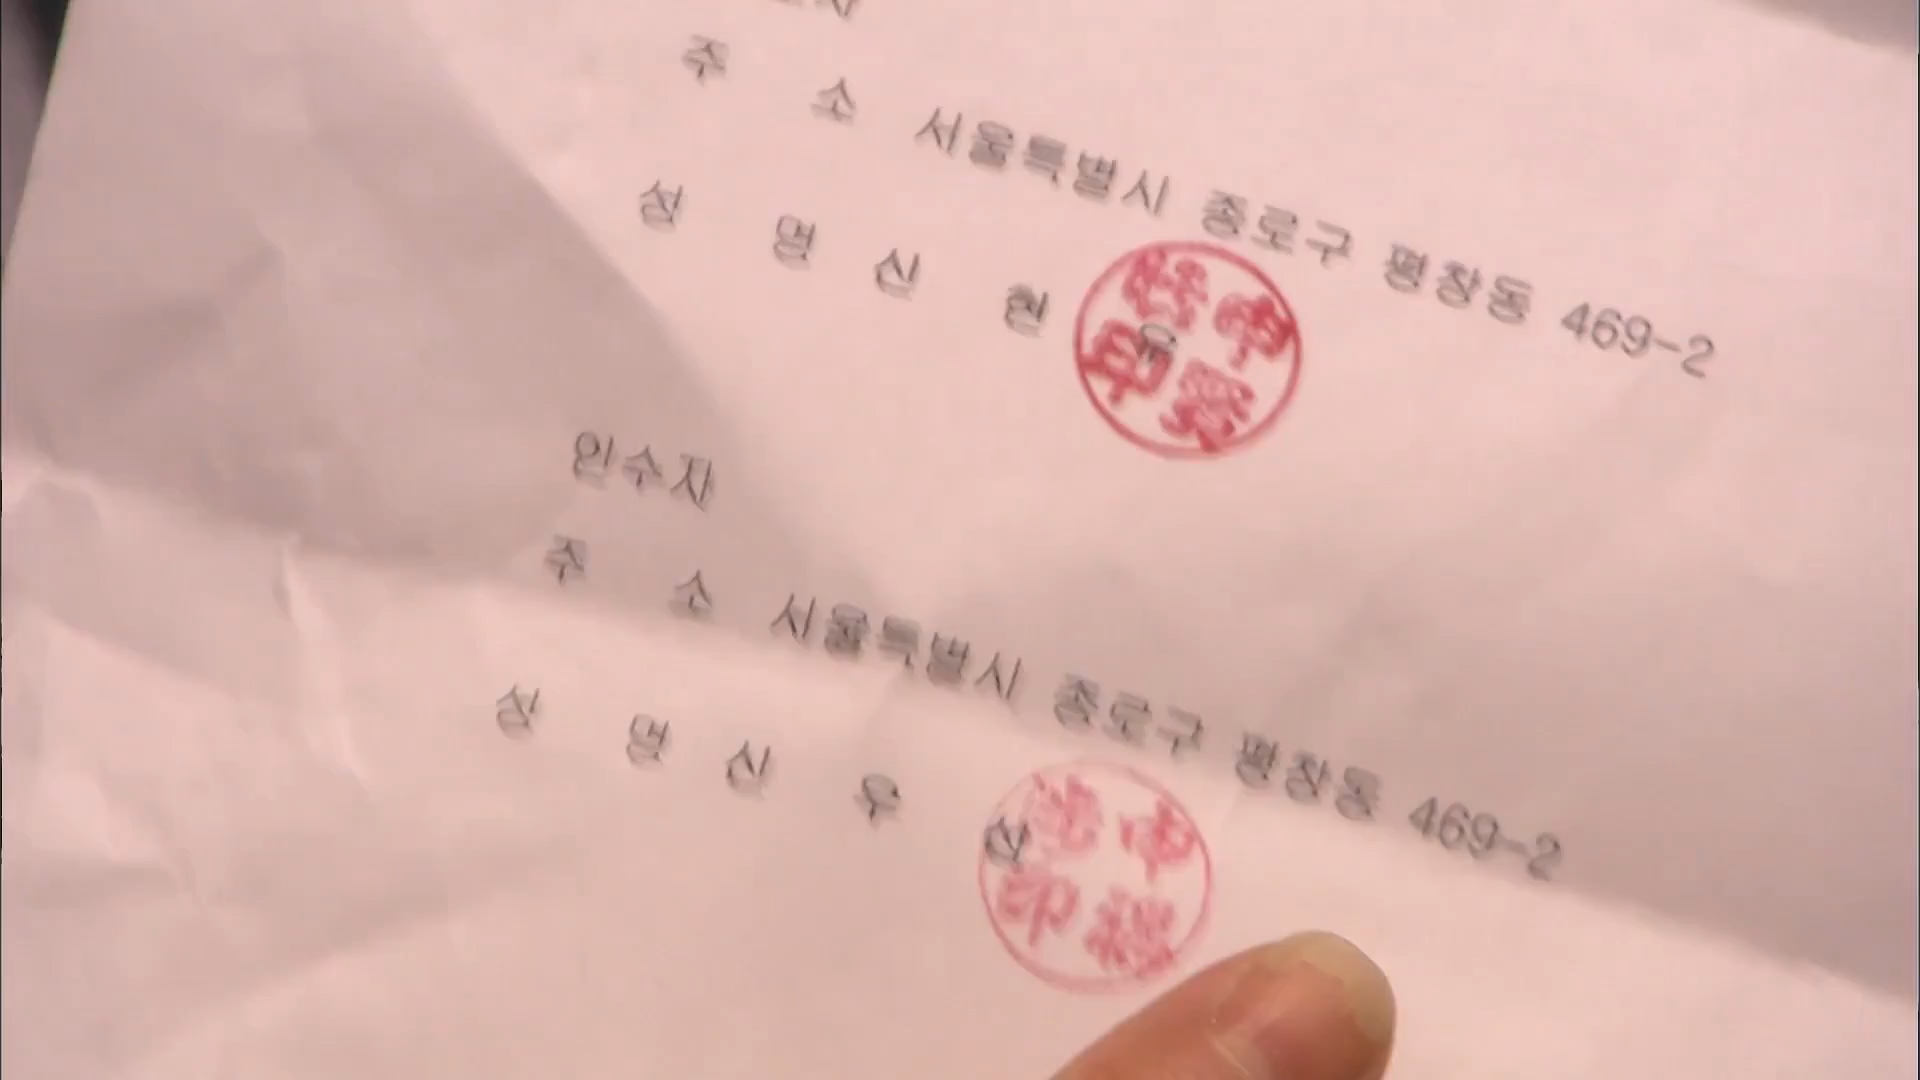 주 소 서울특별시 종로구 평창동 469-2
성 명 신 현
인수자
주 소 서울특별시 종로구 평창동 469-2
성 명 신 우 섭